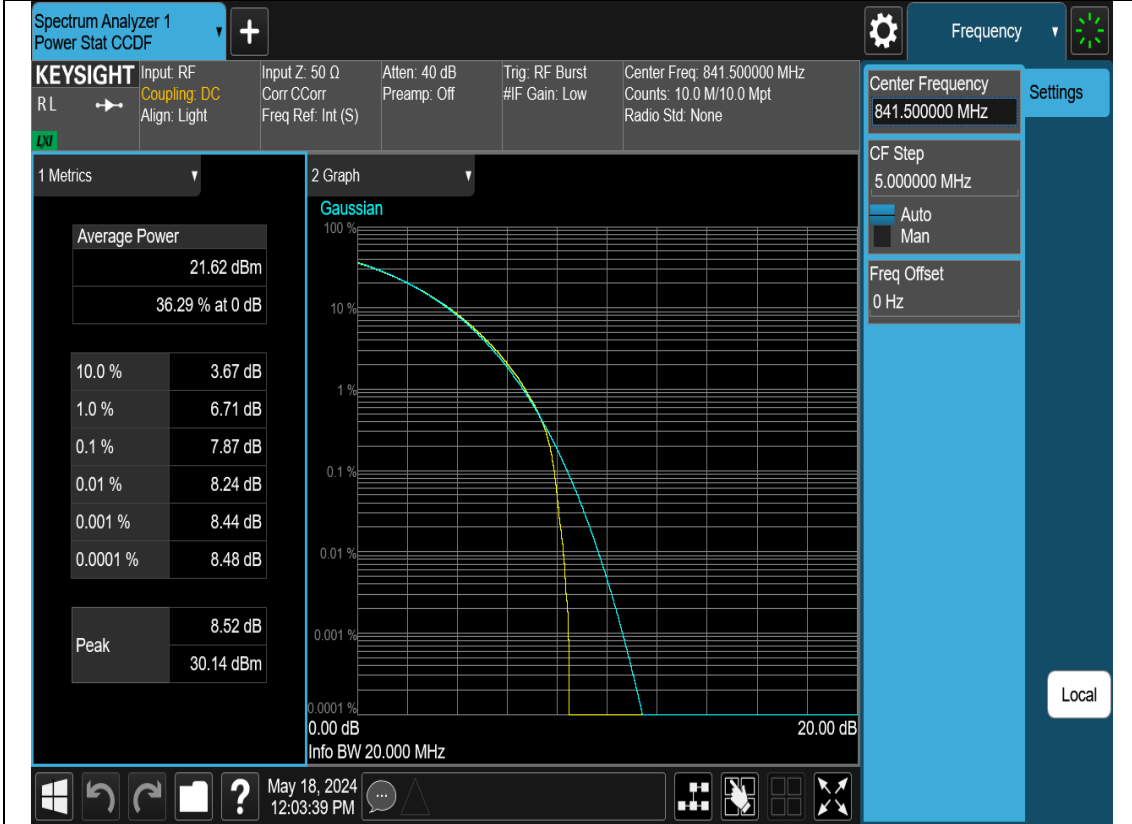 Spectrum Analyzer 1
Power Stat CCDF
+
Frequency
KEYSIGHT
RL
LXI
Input: RF
Coupling: DC
Align: Light
Input Z: 50 Ω
Corr CCorr
Freq Ref: Int (S)
Atten: 40 dB
Preamp: Off
Trig: RF Burst
#IF Gain: Low
Center Freq: 841.500000 MHz
Counts: 10.0 M/10.0 Mpt
Radio Std: None
Center Frequency
841.500000 MHz
Settings
CF Step
5.000000 MHz
Auto
Man
Freq Offset
0 Hz
Local
1 Metrics
Average Power
21.62 dBm
36.29 % at 0 dB
10.0 % 3.67 dB
1.0 % 6.71 dB
0.1 % 7.87 dB
0.01 % 8.24 dB
0.001 % 8.44 dB
0.0001 % 8.48 dB
Peak
8.52 dB
30.14 dBm
2 Graph
Gaussian
100 %
10 %
1 %
0.1 %
0.01 %
0.001 %
0.0001 %
0.00 dB 20.00 dB
Info BW 20.000 MHz
?
May 18, 2024
12:03:39 PM